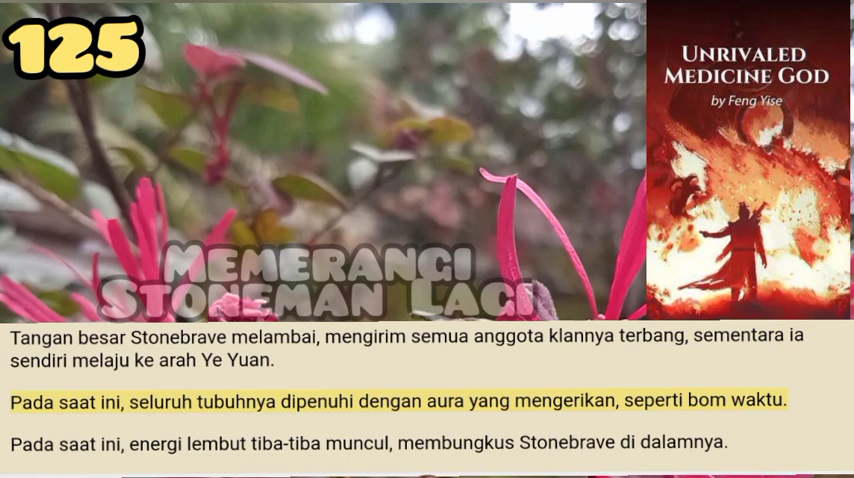 125
UNRIVALED
MEDICINE GOD
by Feng Yise
MEMERANGI
STONEMAN LAGI
Tangan besar Stonebrave melambai, mengirim semua anggota klannya terbang, sementara ia
sendiri melaju ke arah Ye Yuan.
Pada saat ini, seluruh tubuhnya dipenuhi dengan aura yang mengerikan, seperti bom waktu.
Pada saat ini, energi lembut tiba-tiba muncul, membungkus Stonebrave di dalamnya.